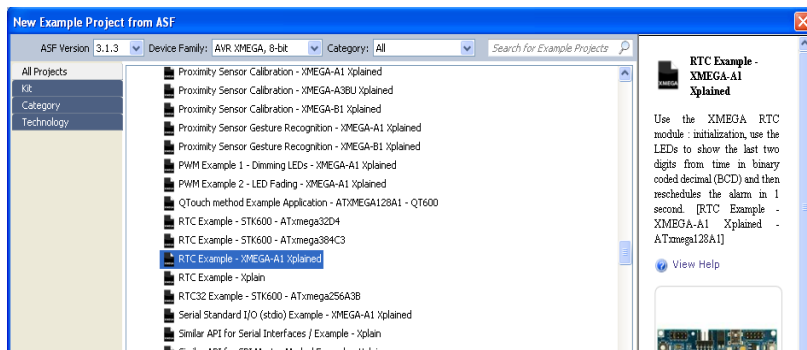 New Example Project from ASF
ASF Version 3.1.3 Device Family: AVR XMEGA, 8-bit Category: All Search for Example Projects
All Projects
Kit
Category
Technology
Proximity Sensor Calibration - XMEGA-A1 Xplained
Proximity Sensor Calibration - XMEGA-A3BU Xplained
Proximity Sensor Calibration - XMEGA-B1 Xplained
Proximity Sensor Gesture Recognition - XMEGA-A1 Xplained
Proximity Sensor Gesture Recognition - XMEGA-B1 Xplained
PWM Example 1 - Dimming LEDs - XMEGA-A1 Xplained
PWM Example 2 - LED Fading - XMEGA-A1 Xplained
QTouch method Example Application - ATXMEGA128A1 - QT600
RTC Example - STK600 - ATxmega32D4
RTC Example - STK600 - ATxmega384C3
RTC Example - XMEGA-A1 Xplained
RTC Example - Xplain
RTC32 Example - STK600 - ATxmega256A3B
Serial Standard I/O (stdio) Example - XMEGA-A1 Xplained
Similar API for Serial Interfaces / Example - Xplain
RTC Example -
XMEGA-A1
Xplained
Use the XMEGA RTC
module : initialization, use the
LEDs to show the last two
digits from time in binary
coded decimal (BCD) and then
reschedules the alarm in 1
second. [RTC Example -
XMEGA-A1 Xplained -
ATxmega128A1]
View Help